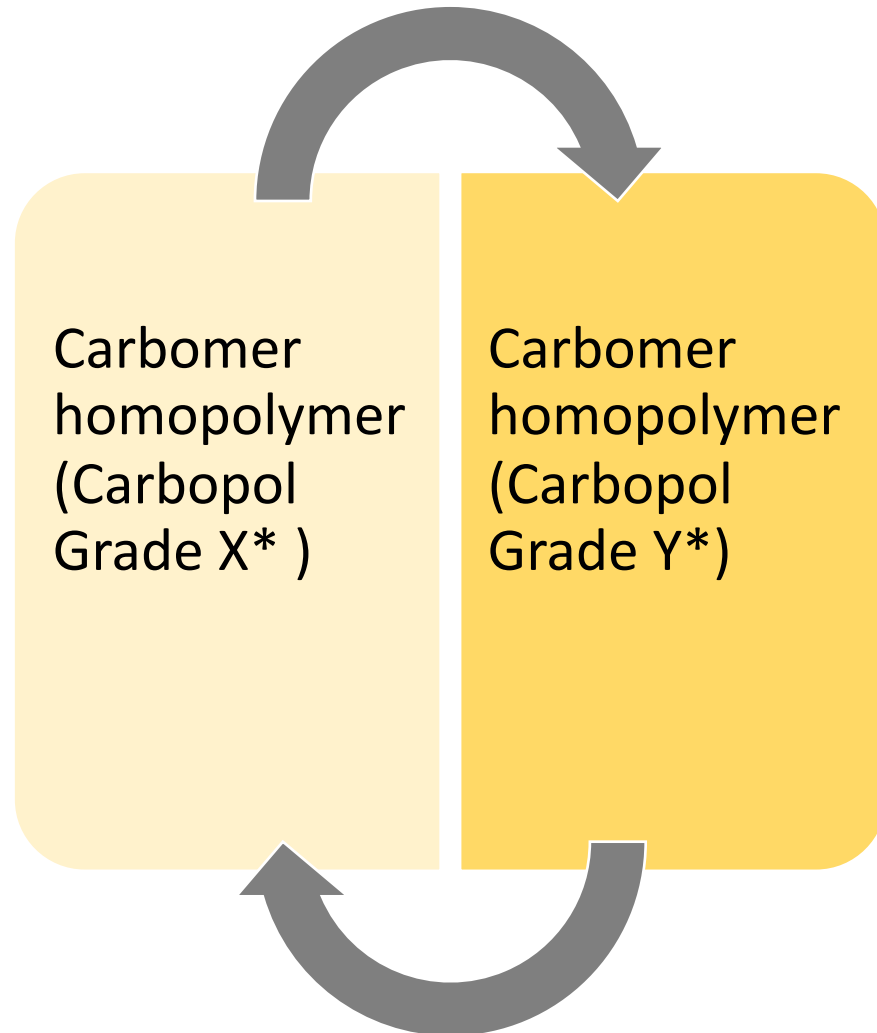 Carbomer
homopolymer
(Carbopol
Grade X* )
Carbomer
homopolymer
(Carbopol
Grade Y*)